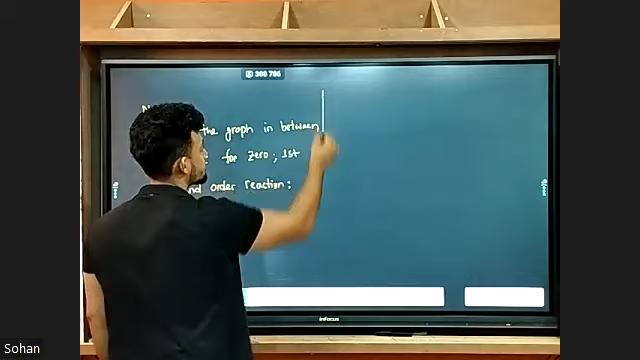 308 786
the graph in between
for zero; 1st
nd order reaction:
InFocus
Sohan